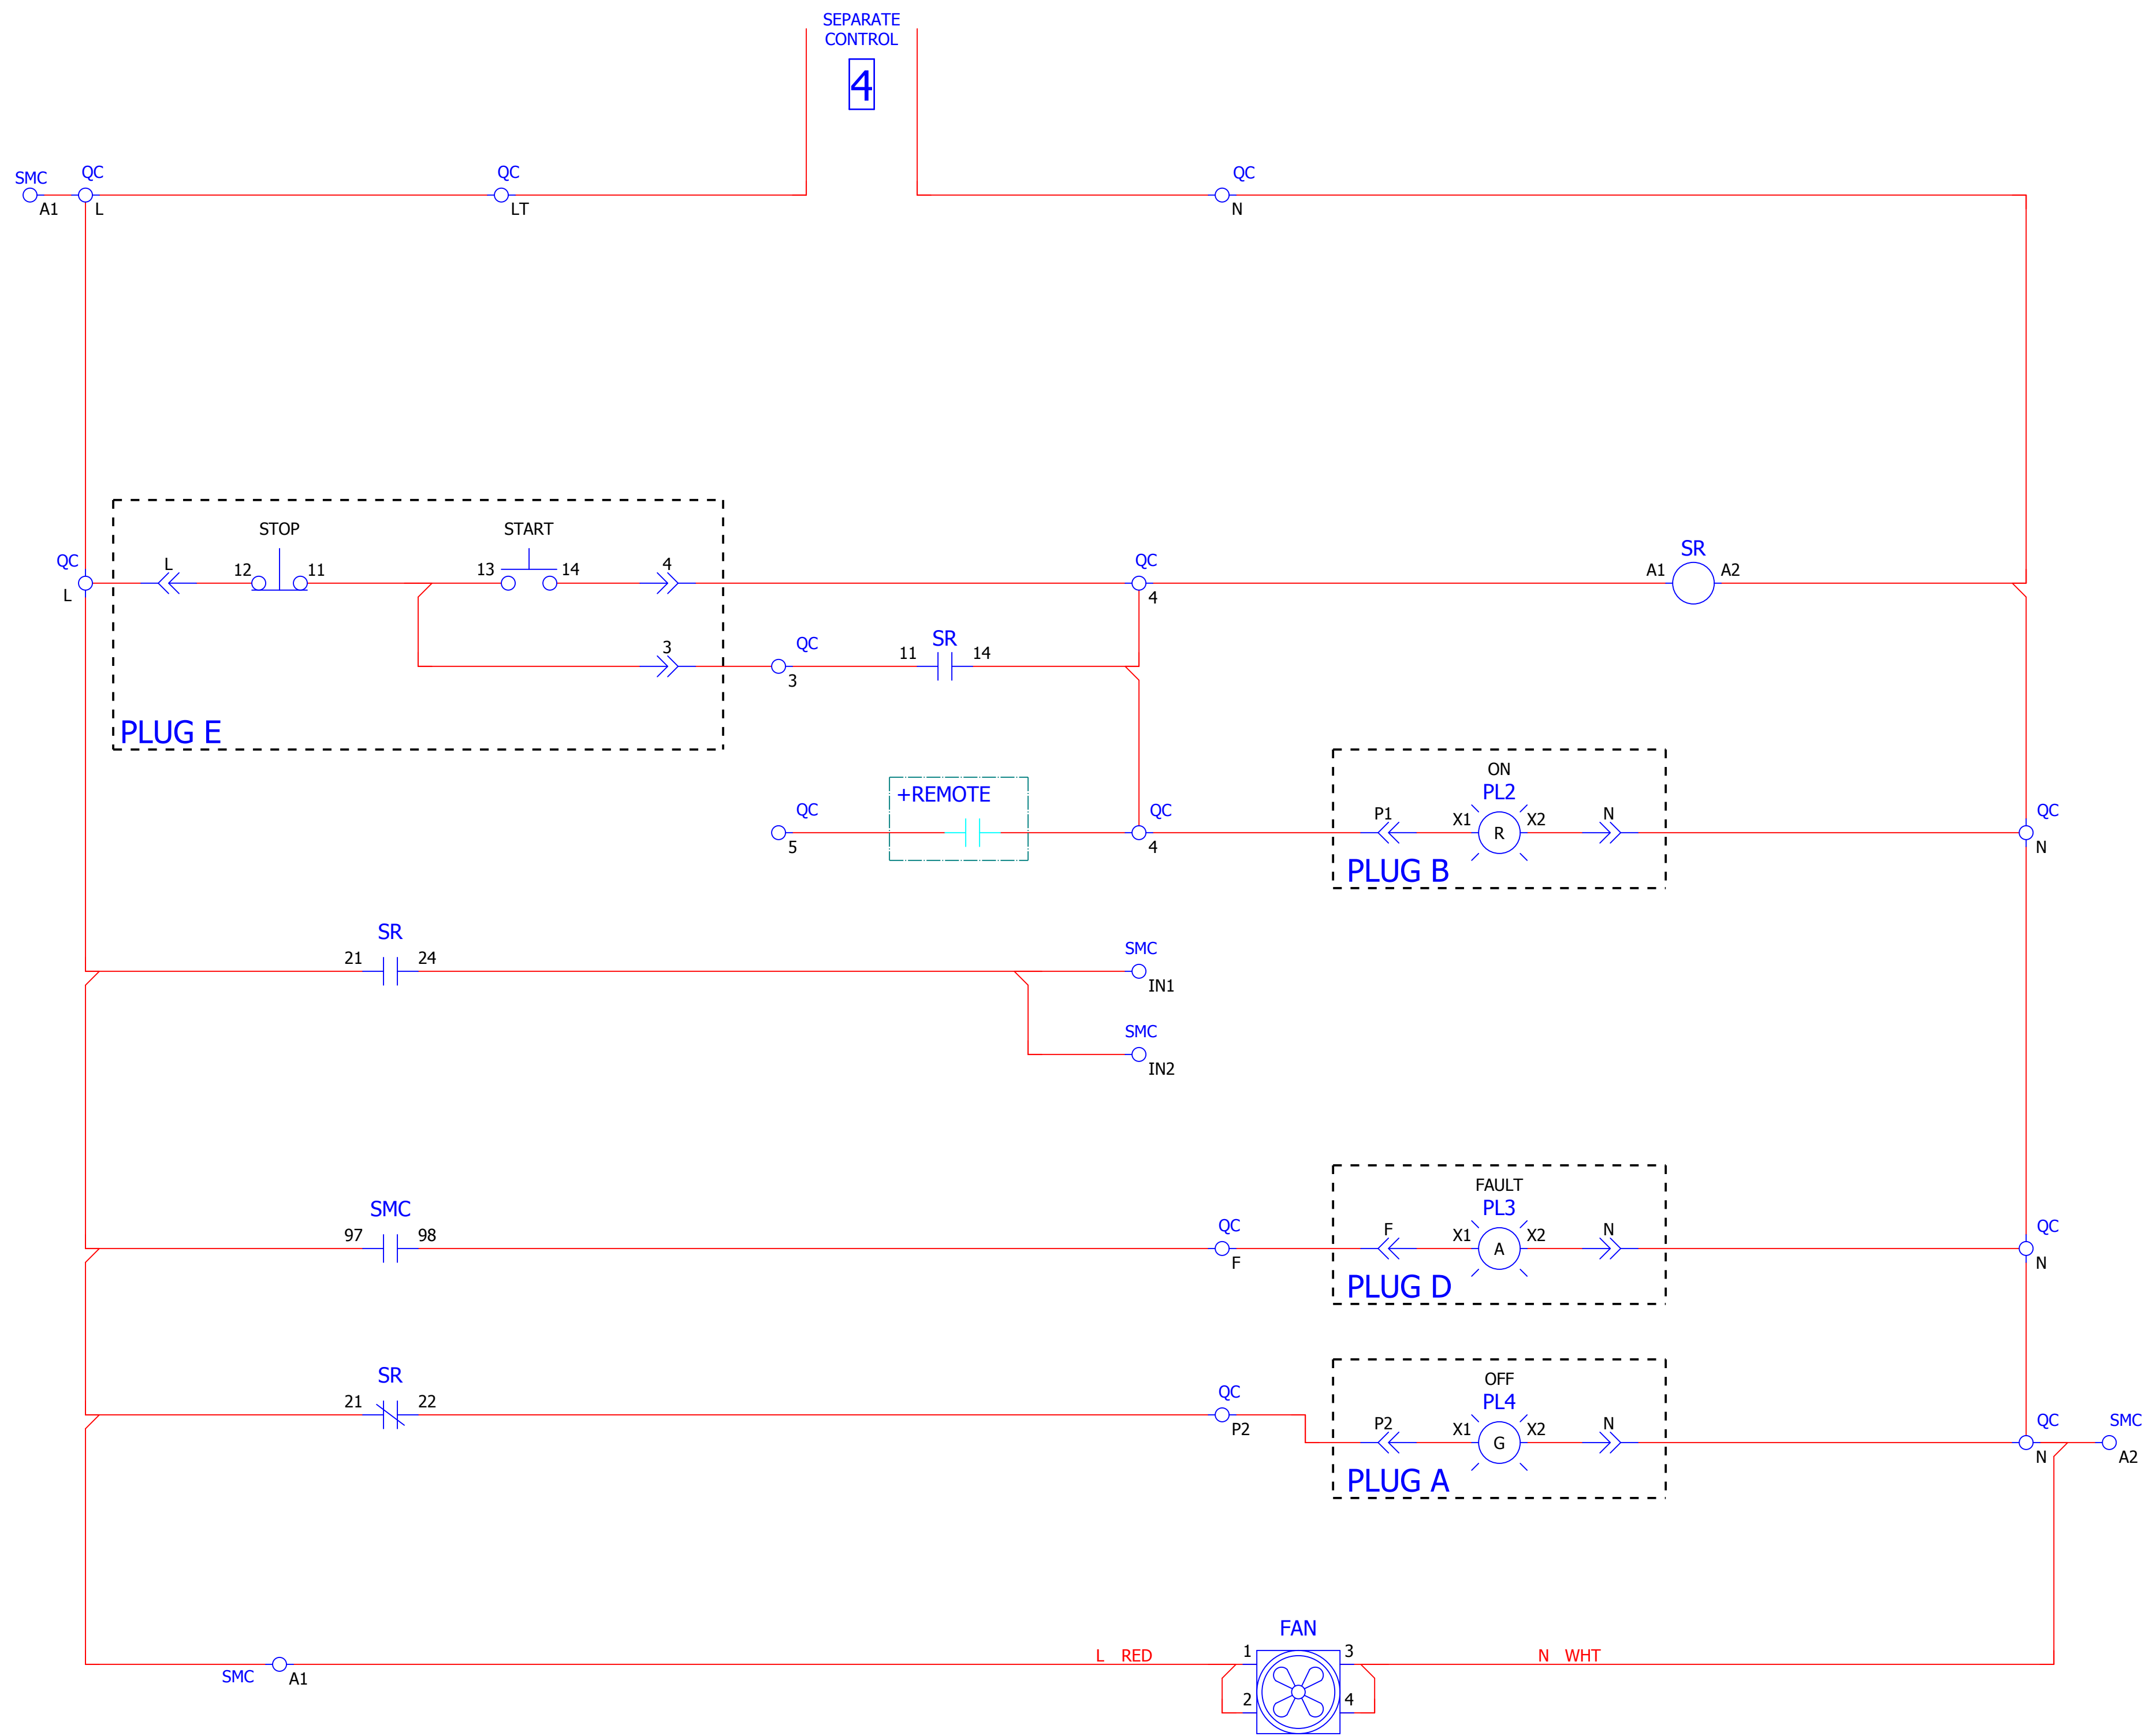 SEPARATE
CONTROL
4
SMC
QC
QC
QC
A1
L
LT
N
STOP
START
QC
L
12
11
13
14
4
QC
SR
A1
A2
L
4
3
QC
SR
11
14
3
PLUG E
ON
+REMOTE
PL2
QC
QC
P1
X1
R
X2
N
QC
5
4
N
PLUG B
SR
21
24
SMC
IN1
SMC
IN2
FAULT
SMC
PL3
97
98
QC
F
X1
A
X2
N
QC
F
N
PLUG D
SR
OFF
PL4
21
22
QC
P2
P2
X1
G
X2
N
QC
SMC
N
A2
PLUG A
FAN
L RED
1
3
N WHT
SMC
A1
2
4